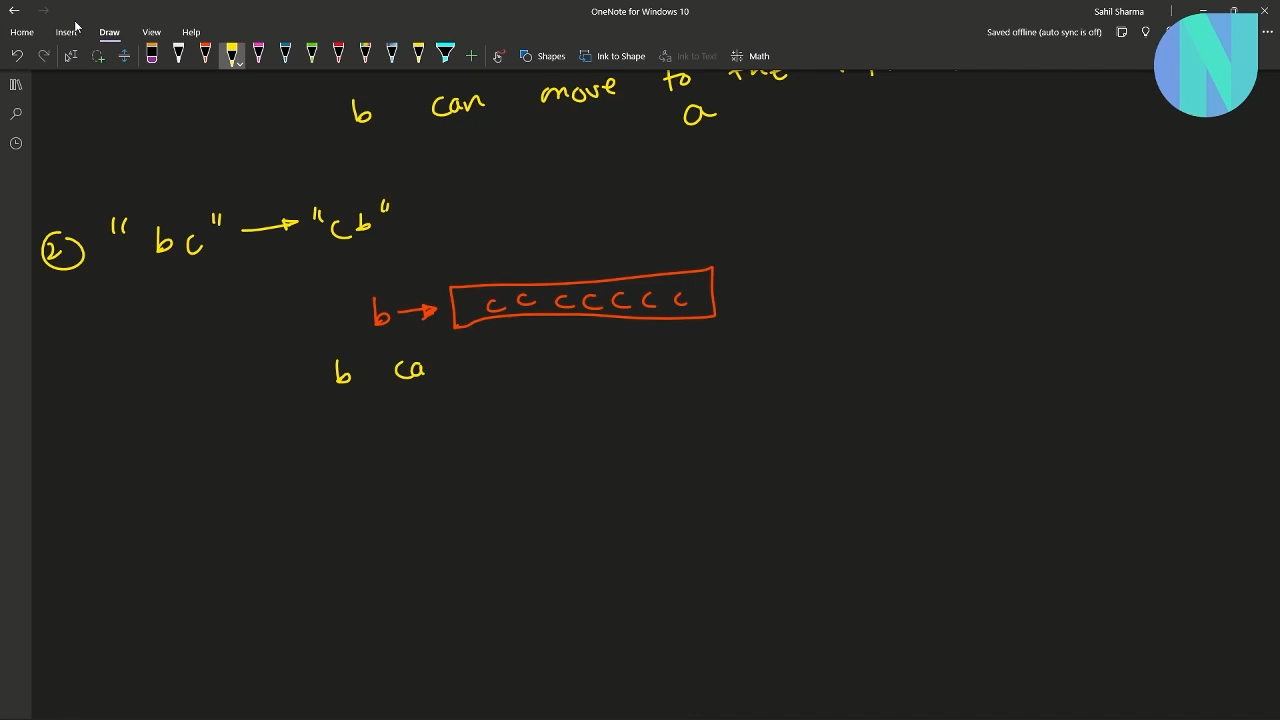 OneNote for Windows 10
Sahil Sharma
Home Insert Draw View Help
Saved offline (auto sync is off)
Shapes Ink to Shape Ink to Text Math
b can move to the
a
② " bc" → "cb"
b → c c c c c c c
b ca